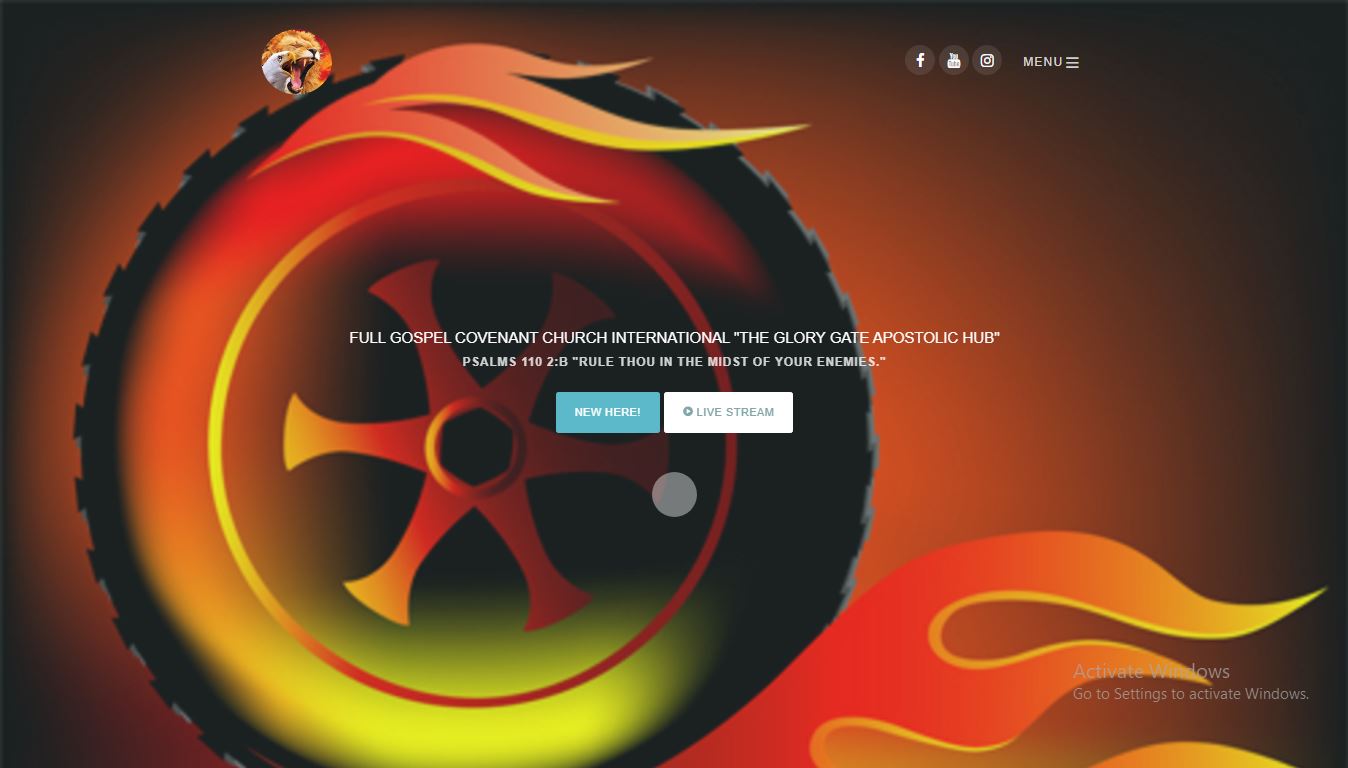 MENU
FULL GOSPEL COVENANT CHURCH INTERNATIONAL "THE GLORY GATE APOSTOLIC HUB"
PSALMS 110 2:B "RULE THOU IN THE MIDST OF YOUR ENEMIES."
NEW HERE! LIVE STREAM
Activate Windows
Go to Settings to activate Windows.